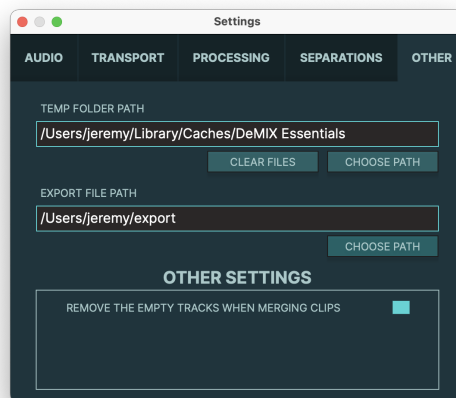 Settings
AUDIO TRANSPORT PROCESSING SEPARATIONS OTHER
TEMP FOLDER PATH
/Users/jeremy/Library/Caches/DeMIX Essentials
CLEAR FILES CHOOSE PATH
EXPORT FILE PATH
/Users/jeremy/export
CHOOSE PATH
OTHER SETTINGS
REMOVE THE EMPTY TRACKS WHEN MERGING CLIPS